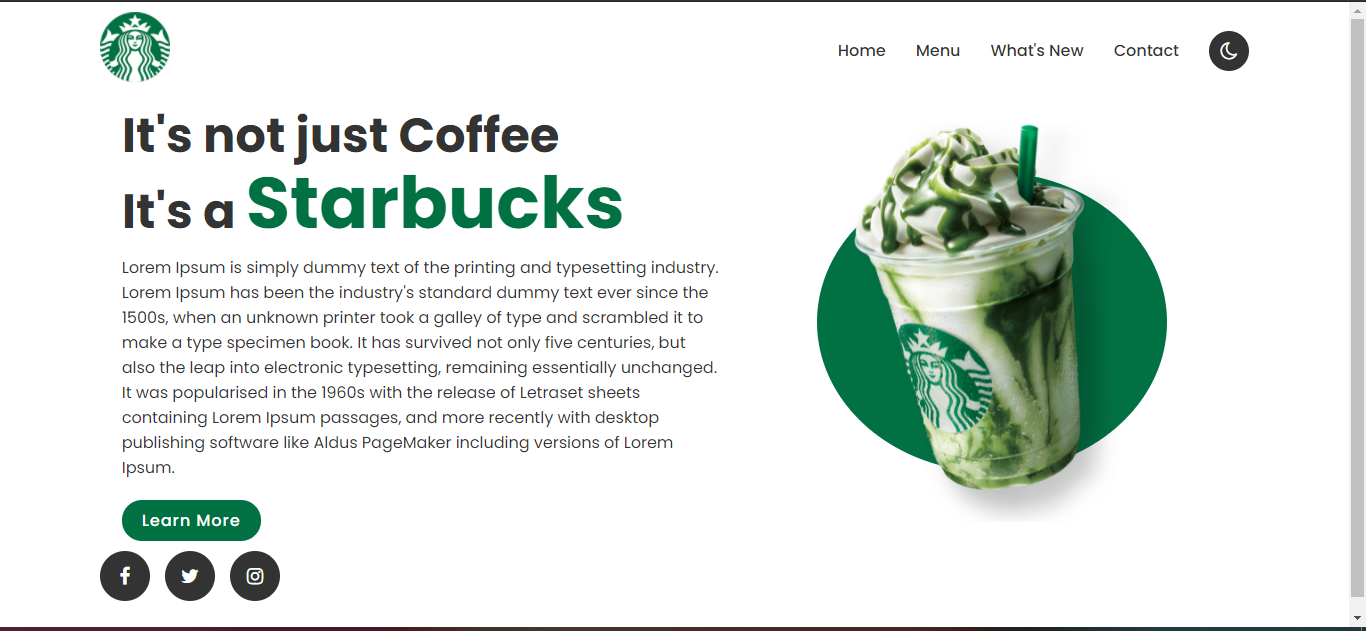 Home Menu What's New Contact
It's not just Coffee
It's a Starbucks
Lorem Ipsum is simply dummy text of the printing and typesetting industry.
Lorem Ipsum has been the industry's standard dummy text ever since the
1500s, when an unknown printer took a galley of type and scrambled it to
make a type specimen book. It has survived not only five centuries, but
also the leap into electronic typesetting, remaining essentially unchanged.
It was popularised in the 1960s with the release of Letraset sheets
containing Lorem Ipsum passages, and more recently with desktop
publishing software like Aldus PageMaker including versions of Lorem
Ipsum.
Learn More